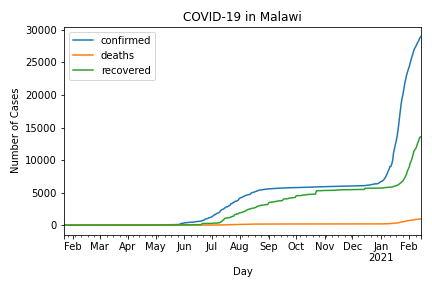 COVID-19 in Malawi
confirmed
deaths
recovered
Number of Cases
30000
25000
20000
15000
10000
5000
0
Feb Mar Apr May Jun Jul Aug Sep Oct Nov Dec Jan Feb
2021
Day